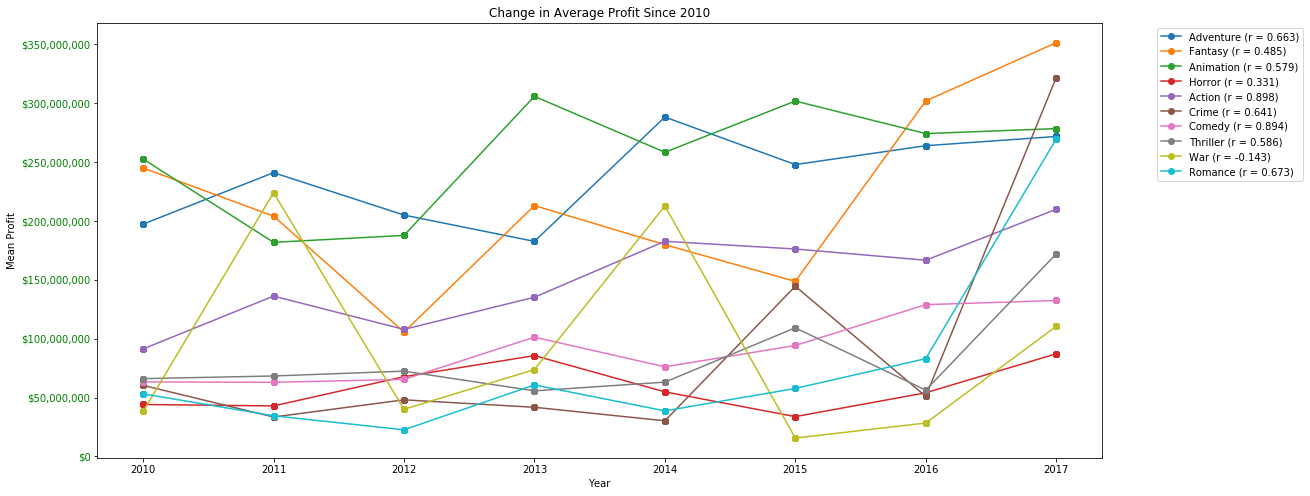 Change in Average Profit Since 2010
Mean Profit
$350,000,000
$300,000,000
$250,000,000
$200,000,000
$150,000,000
$100,000,000
$50,000,000
$0
2010 2011 2012 2013 2014 2015 2016 2017
Year
Adventure (r = 0.663)
Fantasy (r = 0.485)
Animation (r = 0.579)
Horror (r = 0.331)
Action (r = 0.898)
Crime (r = 0.641)
Comedy (r = 0.894)
Thriller (r = 0.586)
War (r = -0.143)
Romance (r = 0.673)